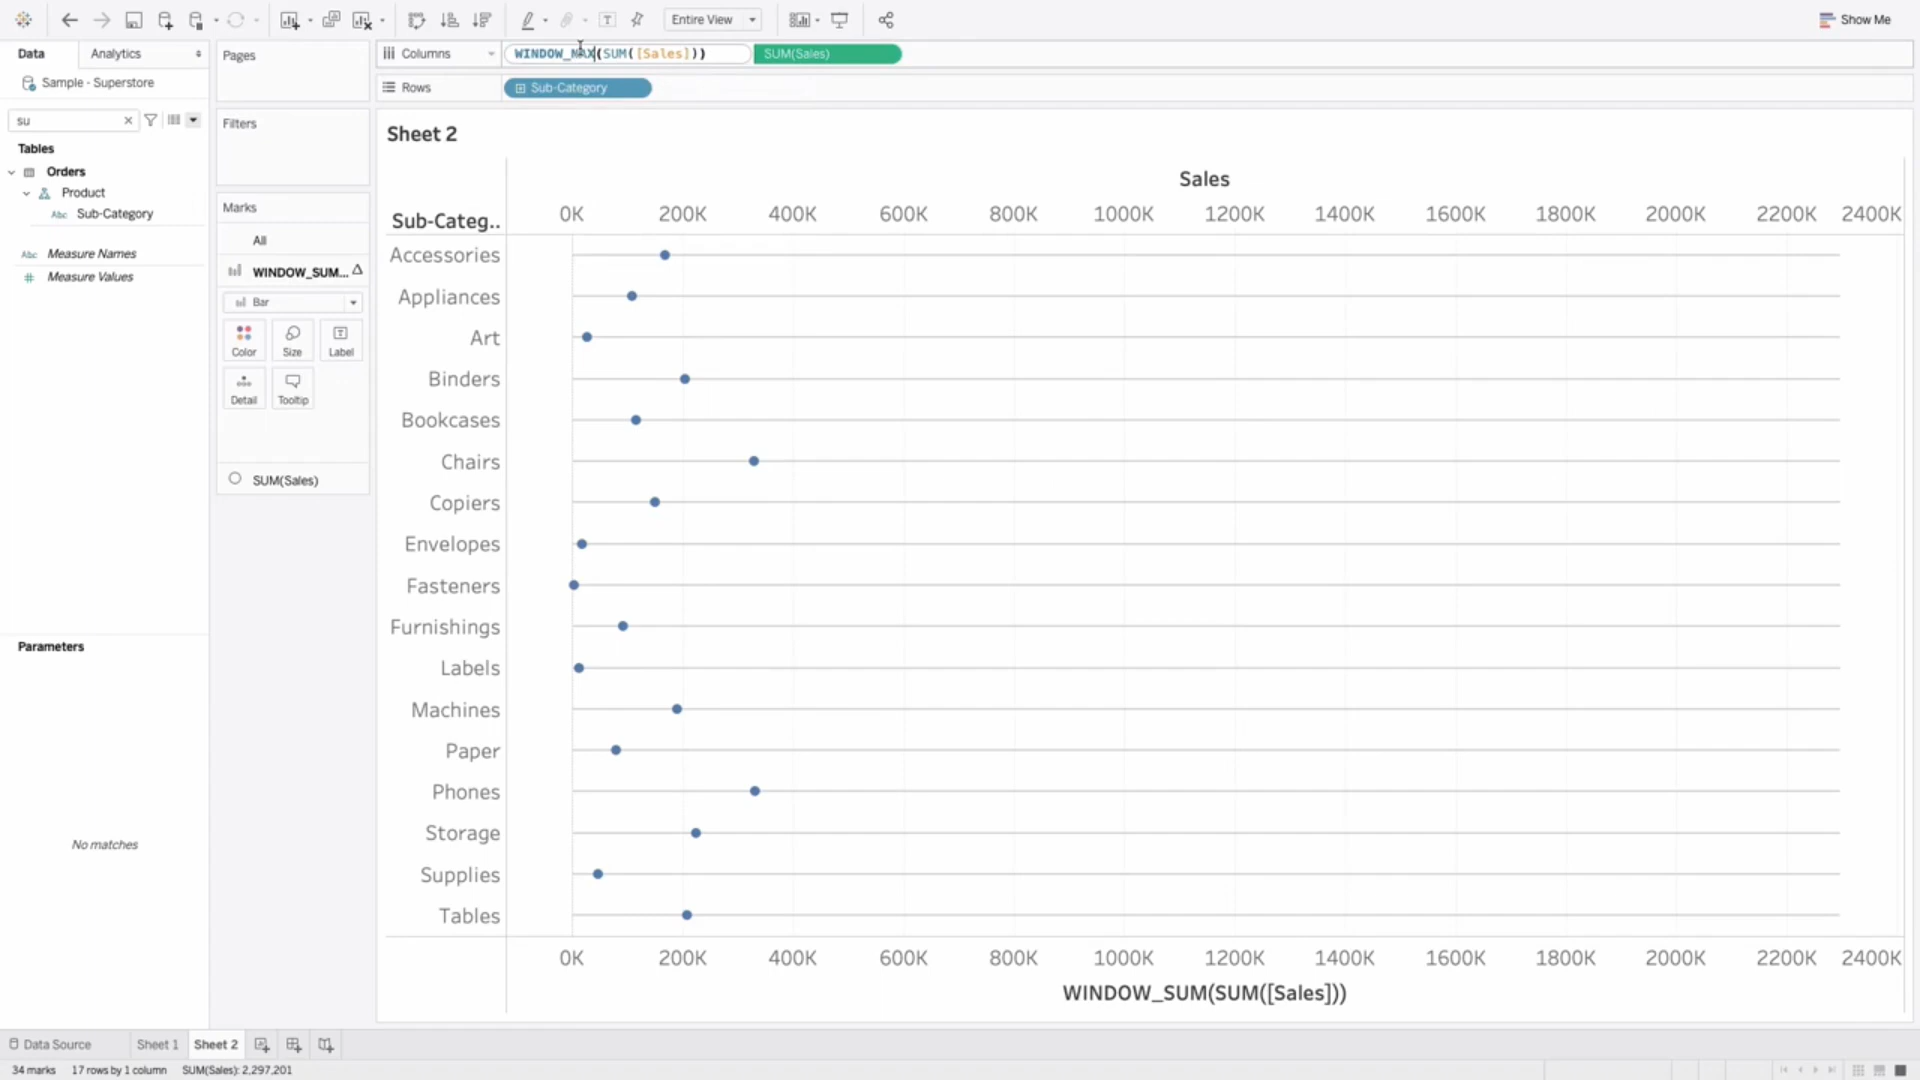 Entire View
Show Me
Data
Analytics
Sample - Superstore
su
Tables
Orders
Product
Abc Sub-Category
Abc Measure Names
# Measure Values
Parameters
No matches
Pages
Filters
Marks
All
WINDOW_SUM...
Bar
Color
Size
Label
Detail
Tooltip
SUM(Sales)
Columns
WINDOW_MAX(SUM([Sales]))
SUM(Sales)
Rows
Sub-Category
Sheet 2
Sales
Sub-Categ..
0K 200K 400K 600K 800K 1000K 1200K 1400K 1600K 1800K 2000K 2200K 2400K
Accessories
Appliances
Art
Binders
Bookcases
Chairs
Copiers
Envelopes
Fasteners
Furnishings
Labels
Machines
Paper
Phones
Storage
Supplies
Tables
0K 200K 400K 600K 800K 1000K 1200K 1400K 1600K 1800K 2000K 2200K 2400K
WINDOW_SUM(SUM([Sales]))
Data Source
Sheet 1
Sheet 2
34 marks
17 rows by 1 column
SUM(Sales): 2,297,201